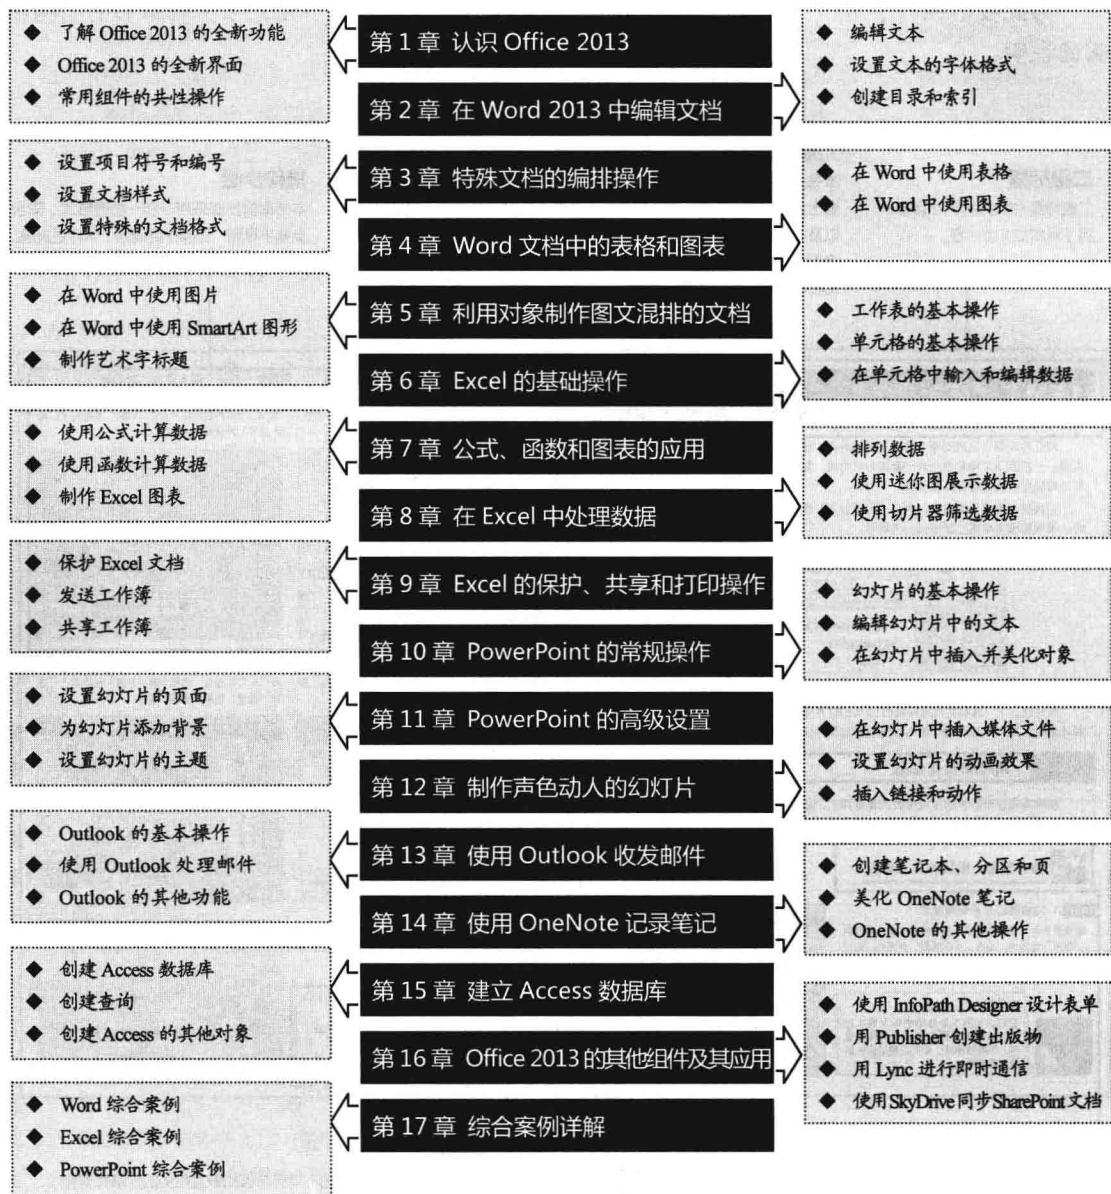 第 1 章 认识 Office 2013
◆ 了解 Office 2013 的全新功能
◆ Office 2013 的全新界面
◆ 常用组件的共性操作
第 2 章 在 Word 2013 中编辑文档
◆ 编辑文本
◆ 设置文本的字体格式
◆ 创建目录和索引
第 3 章 特殊文档的编排操作
◆ 设置项目符号和编号
◆ 设置文档样式
◆ 设置特殊的文档格式
第 4 章 Word 文档中的表格和图表
◆ 在 Word 中使用表格
◆ 在 Word 中使用图表
第 5 章 利用对象制作图文混排的文档
◆ 在 Word 中使用图片
◆ 在 Word 中使用 SmartArt 图形
◆ 制作艺术字标题
第 6 章 Excel 的基础操作
◆ 工作表的基本操作
◆ 单元格的基本操作
◆ 在单元格中输入和编辑数据
第 7 章 公式、函数和图表的应用
◆ 使用公式计算数据
◆ 使用函数计算数据
◆ 制作 Excel 图表
第 8 章 在 Excel 中处理数据
◆ 排列数据
◆ 使用迷你图展示数据
◆ 使用切片器筛选数据
第 9 章 Excel 的保护、共享和打印操作
◆ 保护 Excel 文档
◆ 发送工作簿
◆ 共享工作簿
第 10 章 PowerPoint 的常规操作
◆ 幻灯片的基本操作
◆ 编辑幻灯片中的文本
◆ 在幻灯片中插入并美化对象
第 11 章 PowerPoint 的高级设置
◆ 设置幻灯片的页面
◆ 为幻灯片添加背景
◆ 设置幻灯片的主题
第 12 章 制作声色动人的幻灯片
◆ 在幻灯片中插入媒体文件
◆ 设置幻灯片的动画效果
◆ 插入链接和动作
第 13 章 使用 Outlook 收发邮件
◆ Outlook 的基本操作
◆ 使用 Outlook 处理邮件
◆ Outlook 的其他功能
第 14 章 使用 OneNote 记录笔记
◆ 创建笔记本、分区和页
◆ 美化 OneNote 笔记
◆ OneNote 的其他操作
第 15 章 建立 Access 数据库
◆ 创建 Access 数据库
◆ 创建查询
◆ 创建 Access 的其他对象
第 16 章 Office 2013 的其他组件及其应用
◆ 使用 InfoPath Designer 设计表单
◆ 用 Publisher 创建出版物
◆ 用 Lync 进行即时通信
◆ 使用SkyDrive同步SharePoint文档
第 17 章 综合案例详解
◆ Word 综合案例
◆ Excel 综合案例
◆ PowerPoint 综合案例